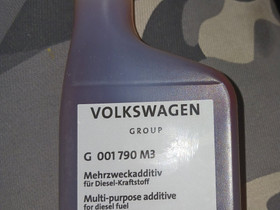 VOLKSWAGEN
GROUP
G 001 790 M3
Mehrzweckadditiv
für Diesel-Kraftstoff
Multi-purpose additive
for diesel fuel